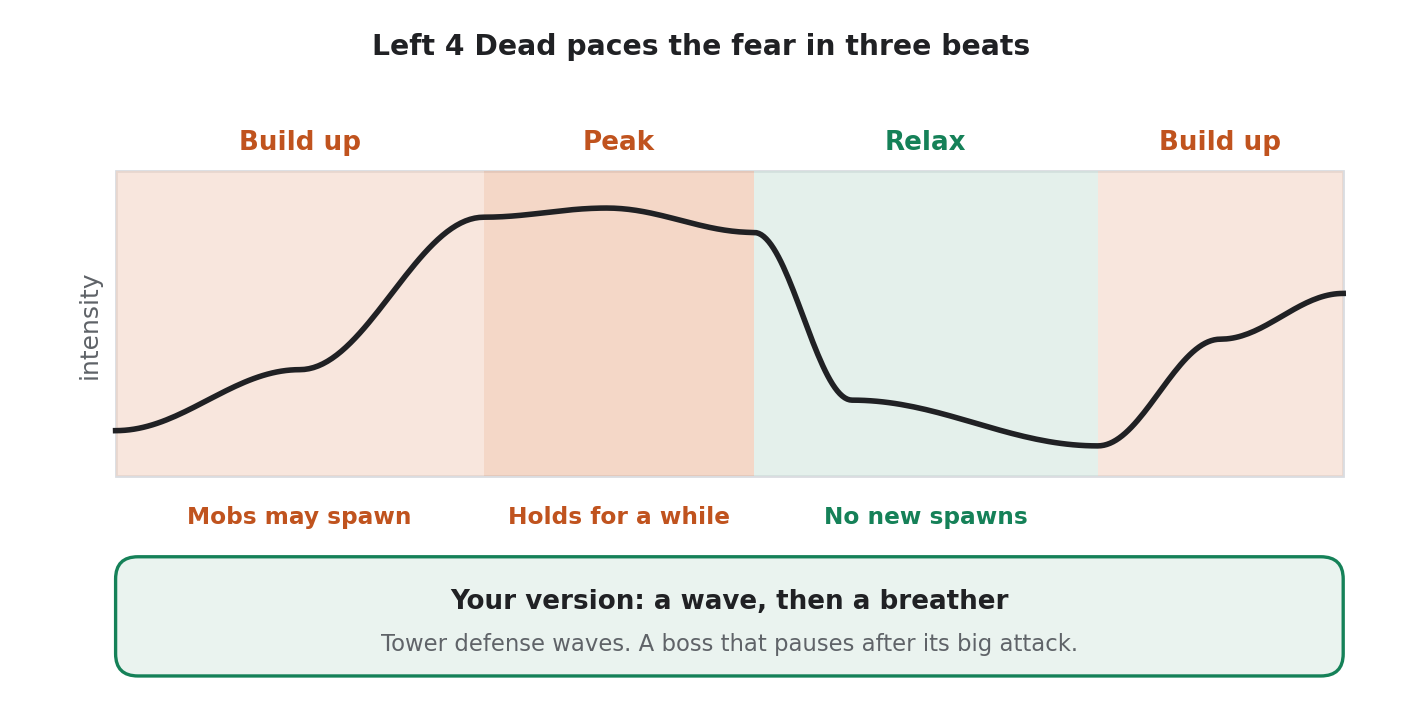 Left 4 Dead paces the fear in three beats
Build up
Peak
Relax
Build up
intensity
Mobs may spawn
Holds for a while
No new spawns
Your version: a wave, then a breather
Tower defense waves. A boss that pauses after its big attack.